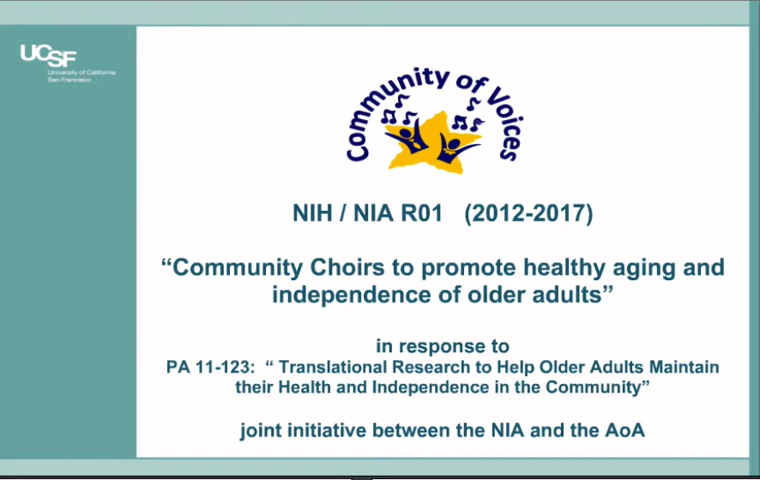 UCSF
University of California
San Francisco
Community of Voices
NIH / NIA R01 (2012-2017)
“Community Choirs to promote healthy aging and
independence of older adults”
in response to
PA 11-123: “ Translational Research to Help Older Adults Maintain
their Health and Independence in the Community”
joint initiative between the NIA and the AoA